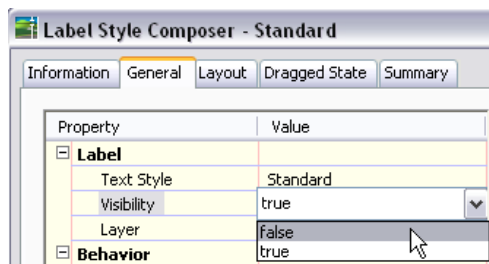 Label Style Composer - Standard
Information General Layout Dragged State Summary
Property Value
Label
Text Style Standard
Visibility true
Layer false
Behavior true